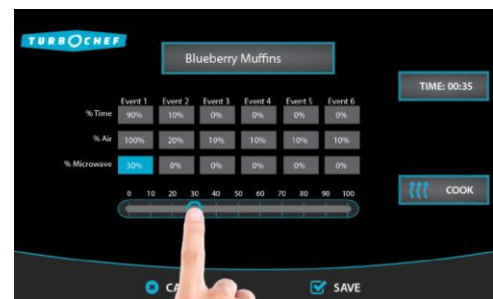 TURBOCHEF
Blueberry Muffins
TIME: 00:35
Event 1 Event 2 Event 3 Event 4 Event 5 Event 6
% Time 90% 10% 0% 0% 0% 0%
% Air 100% 20% 10% 10% 10% 10%
% Microwave 30% 0% 0% 0% 0% 0%
0 10 20 30 40 50 60 70 80 90 100
COOK
SAVE